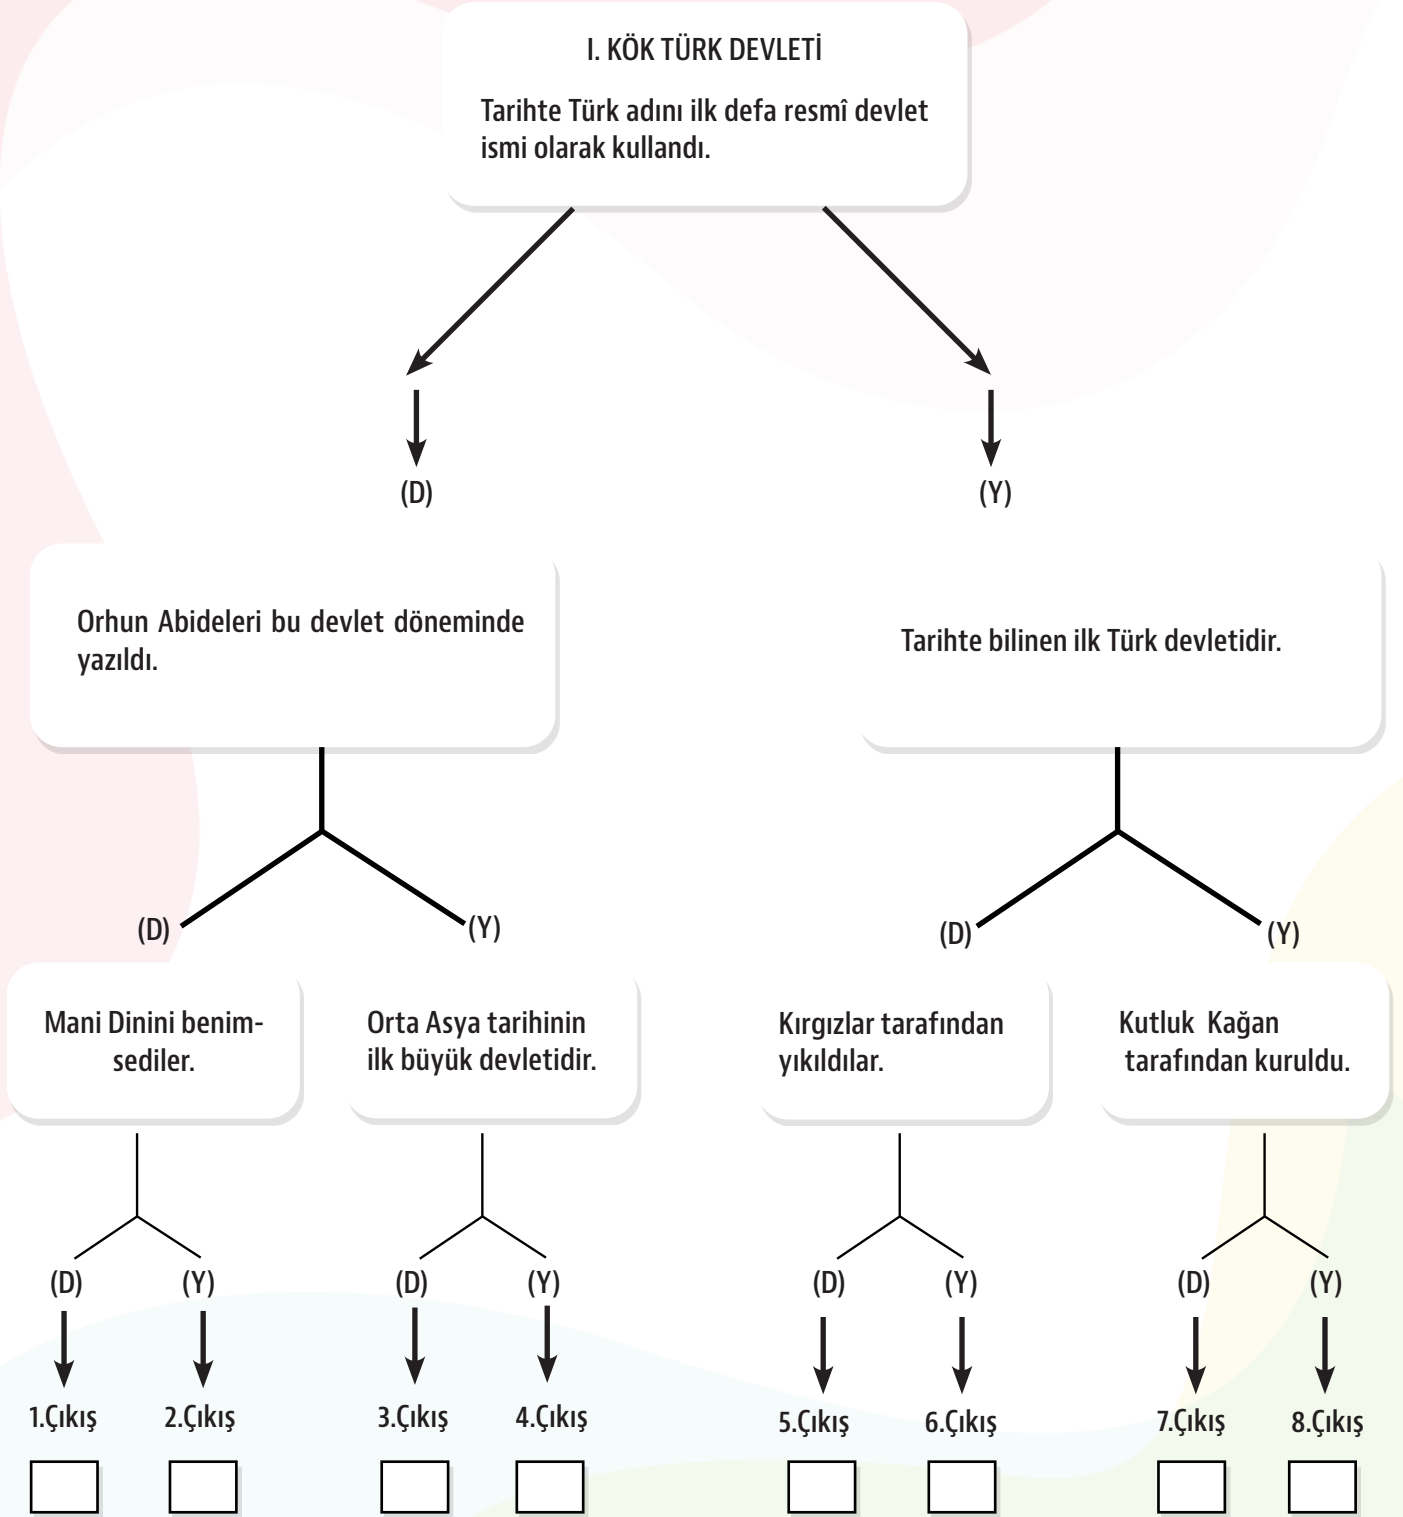 I. KÖK TÜRK DEVLETİ
Tarihte Türk adını ilk defa resmî devlet
ismi olarak kullandı.
(D)
(Y)
Orhun Abideleri bu devlet döneminde
yazıldı.
Tarihte bilinen ilk Türk devletidir.
(D)
(Y)
(D)
(Y)
Mani Dinini benim-
sediler.
Orta Asya tarihinin
ilk büyük devletidir.
Kırgızlar tarafından
yıkıldılar.
Kutluk Kağan
tarafından kuruldu.
(D)
(Y)
(D)
(Y)
(D)
(Y)
(D)
(Y)
1.Çıkış
2.Çıkış
3.Çıkış
4.Çıkış
5.Çıkış
6.Çıkış
7.Çıkış
8.Çıkış